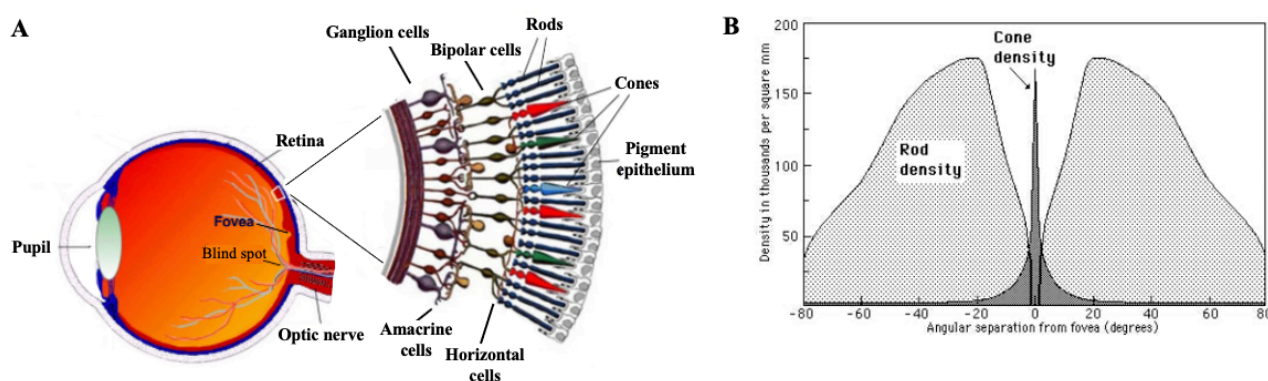 A
Ganglion cells
Bipolar cells
Rods
Cones
Retina
Pigment
epithelium
Fovea
Pupil
Blind spot
Optic nerve
Amacrine
cells
Horizontal
cells
B
Density in thousands per square mm
200
150
100
50
Cone
density
Rod
density
-80
-60
-40
-20
0
20
40
60
80
Angular separation from fovea (degrees)